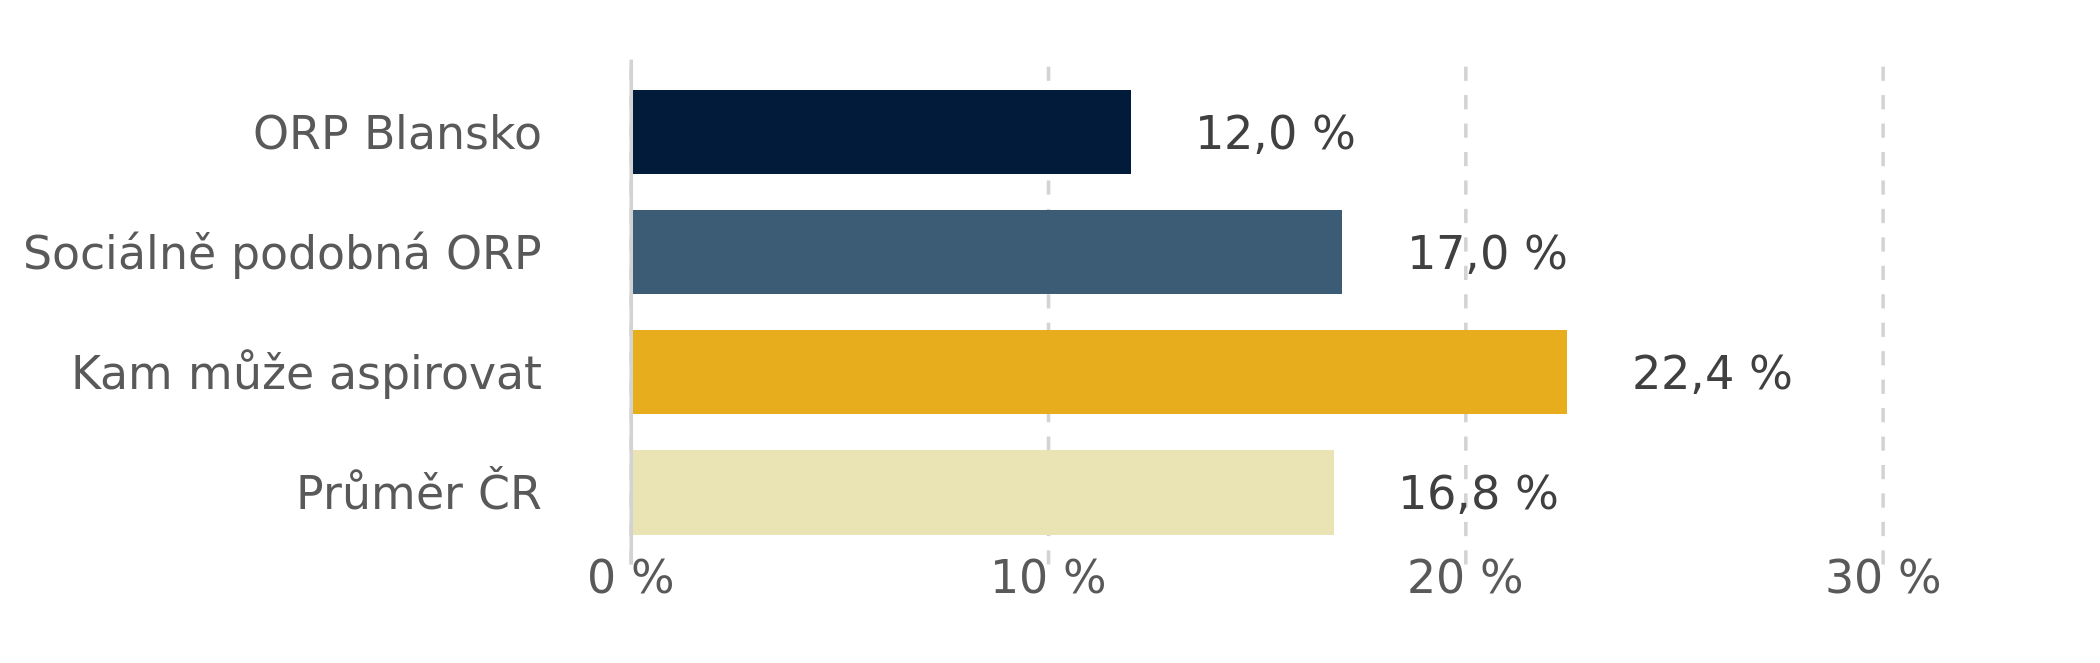 ORP Blansko 12,0 %
Sociálně podobná ORP 17,0 %
Kam může aspirovat 22,4 %
Průměr ČR 16,8 %
0 % 10 % 20 % 30 %